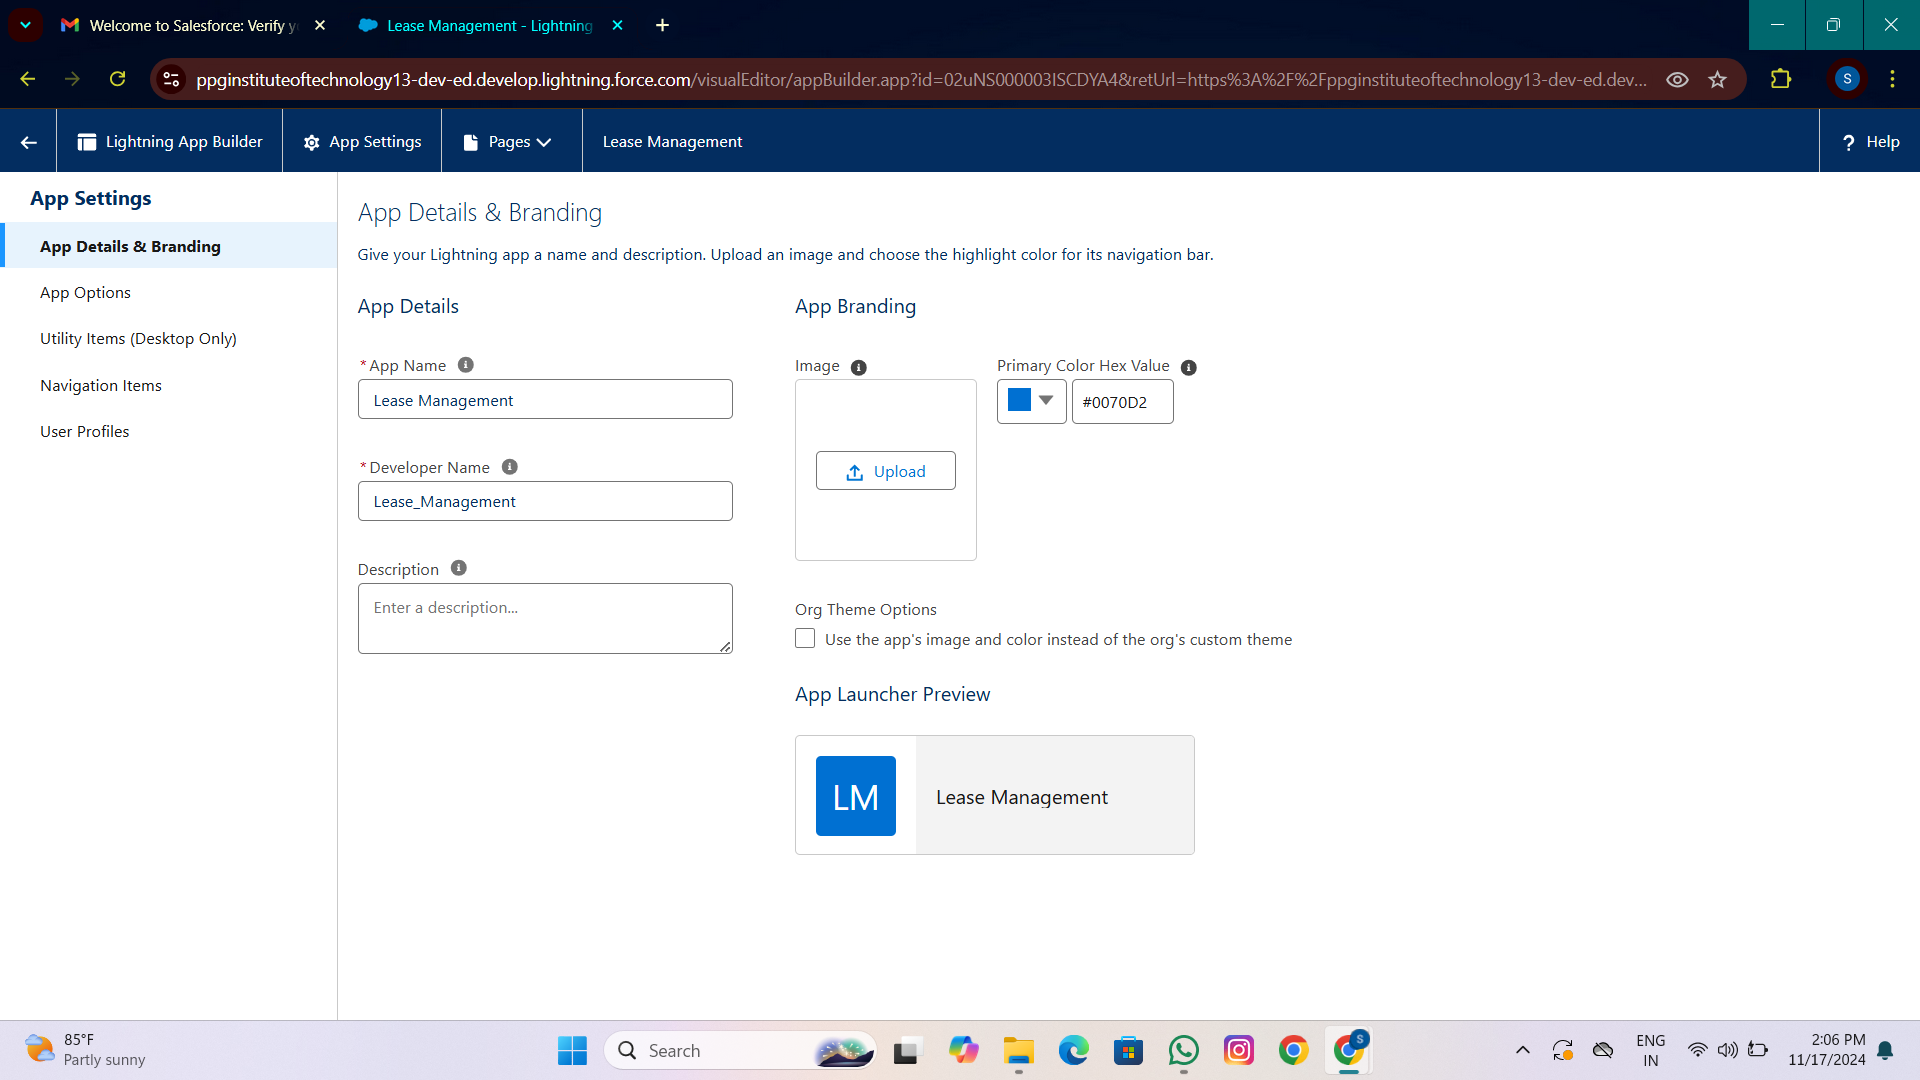 Welcome to Salesforce: Verify y
Lease Management - Lightning
ppginstituteoftechnology13-dev-ed.develop.lightning.force.com/visualEditor/appBuilder.app?id=02uNS000003ISCDYA4&retUrl=https%3A%2F%2Fppginstituteoftechnology13-dev-ed.dev...
S
Lightning App Builder
App Settings
Pages
Lease Management
? Help
App Settings
App Details & Branding
App Options
Utility Items (Desktop Only)
Navigation Items
User Profiles
App Details & Branding
Give your Lightning app a name and description. Upload an image and choose the highlight color for its navigation bar.
App Details
*App Name
Lease Management
*Developer Name
Lease_Management
Description
Enter a description...
App Branding
Image
Upload
Primary Color Hex Value
#0070D2
Org Theme Options
Use the app's image and color instead of the org's custom theme
App Launcher Preview
LM
Lease Management
85°F
Partly sunny
Search
S
ENG
IN
2:06 PM
11/17/2024